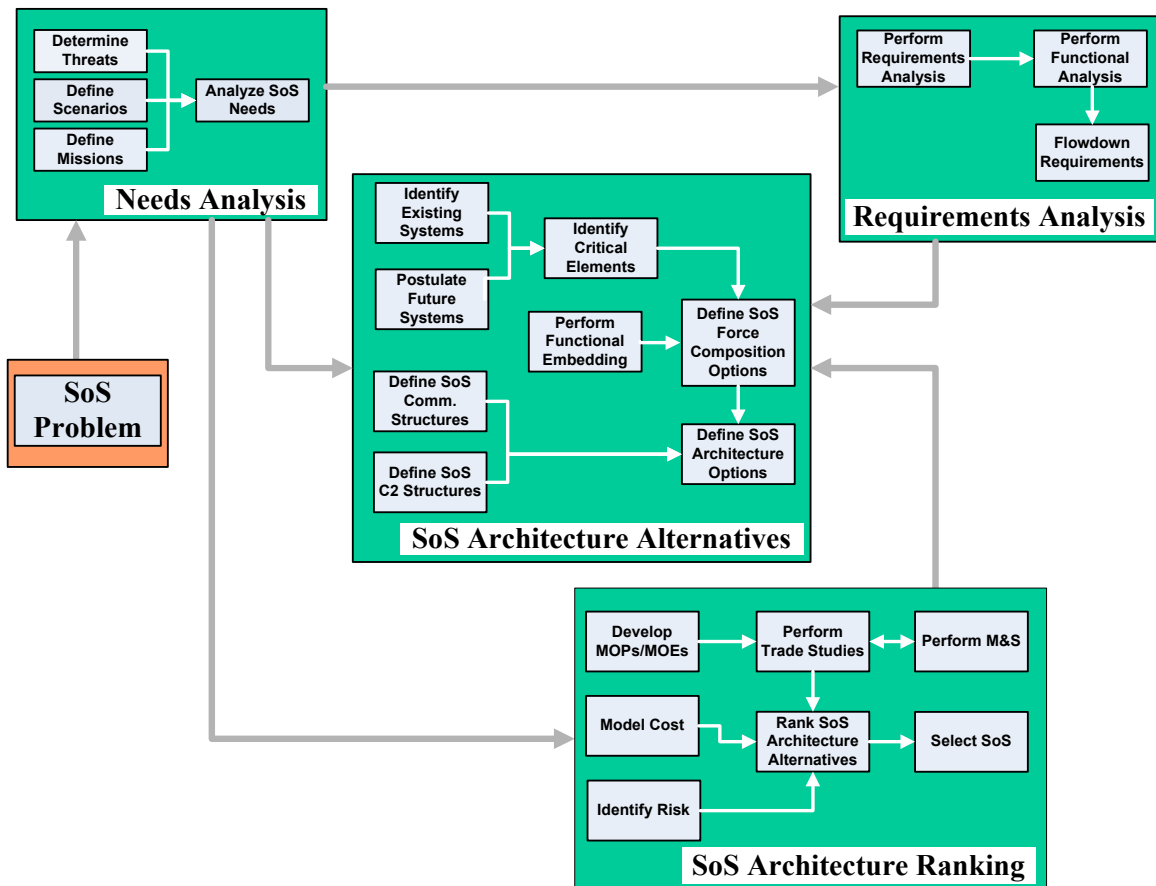 Determine
Threats
Define
Scenarios
Define
Missions
Analyze SoS
Needs
Needs Analysis
Perform
Requirements
Analysis
Perform
Functional
Analysis
Flowdown
Requirements
Requirements Analysis
SoS
Problem
Identify
Existing
Systems
Postulate
Future
Systems
Identify
Critical
Elements
Perform
Functional
Embedding
Define SoS
Force
Composition
Options
Define SoS
Comm.
Structures
Define SoS
C2 Structures
Define SoS
Architecture
Options
SoS Architecture Alternatives
Develop
MOPs/MOEs
Perform
Trade Studies
Perform M&S
Model Cost
Rank SoS
Architecture
Alternatives
Select SoS
Identify Risk
SoS Architecture Ranking